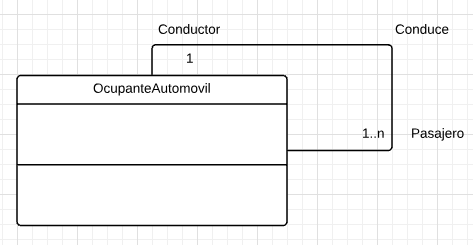 Conductor
Conduce
1
OcupanteAutomovil
1..n
Pasajero